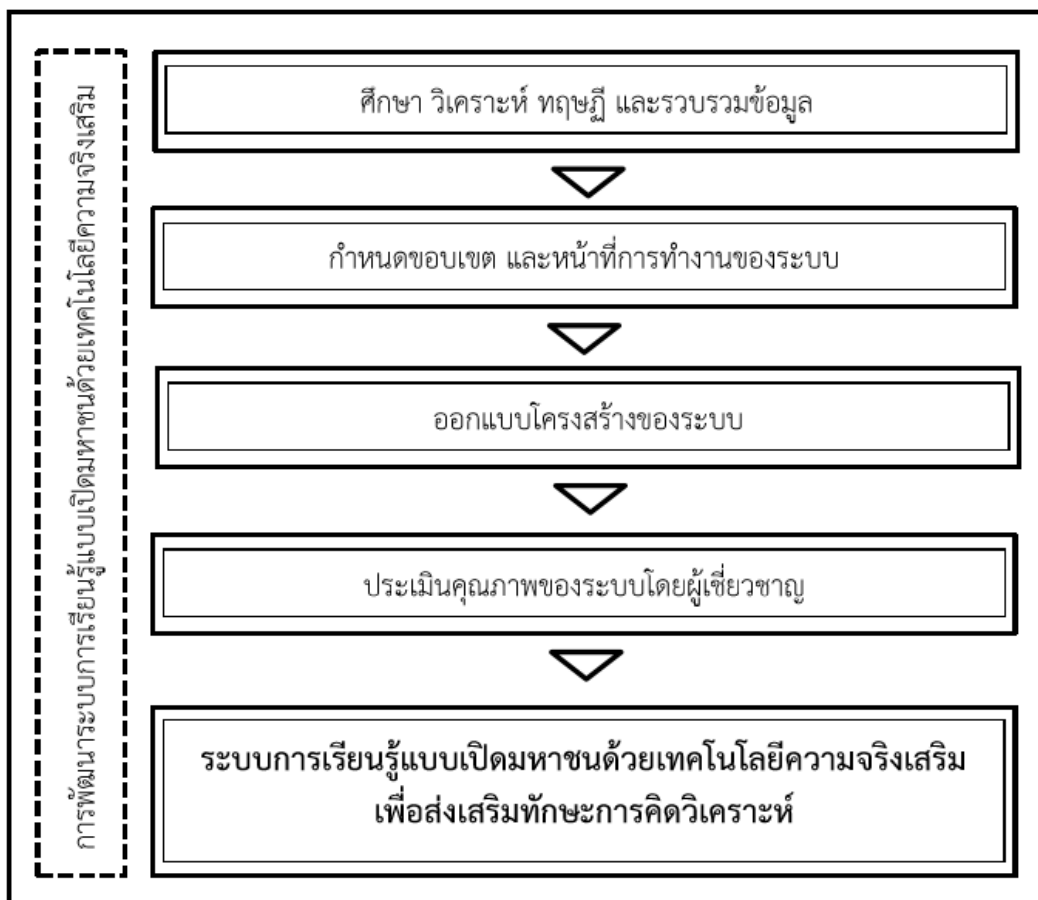 การพัฒนาระบบการเรียนรู้แบบเปิดมหาชนด้วยเทคโนโลยีความจริงเสริม
ศึกษา วิเคราะห์ ทฤษฏี และรวบรวมข้อมูล
กำหนดขอบเขต และหน้าที่การทำงานของระบบ
ออกแบบโครงสร้างของระบบ
ประเมินคุณภาพของระบบโดยผู้เชี่ยวชาญ
ระบบการเรียนรู้แบบเปิดมหาชนด้วยเทคโนโลยีความจริงเสริม
เพื่อส่งเสริมทักษะการคิดวิเคราะห์